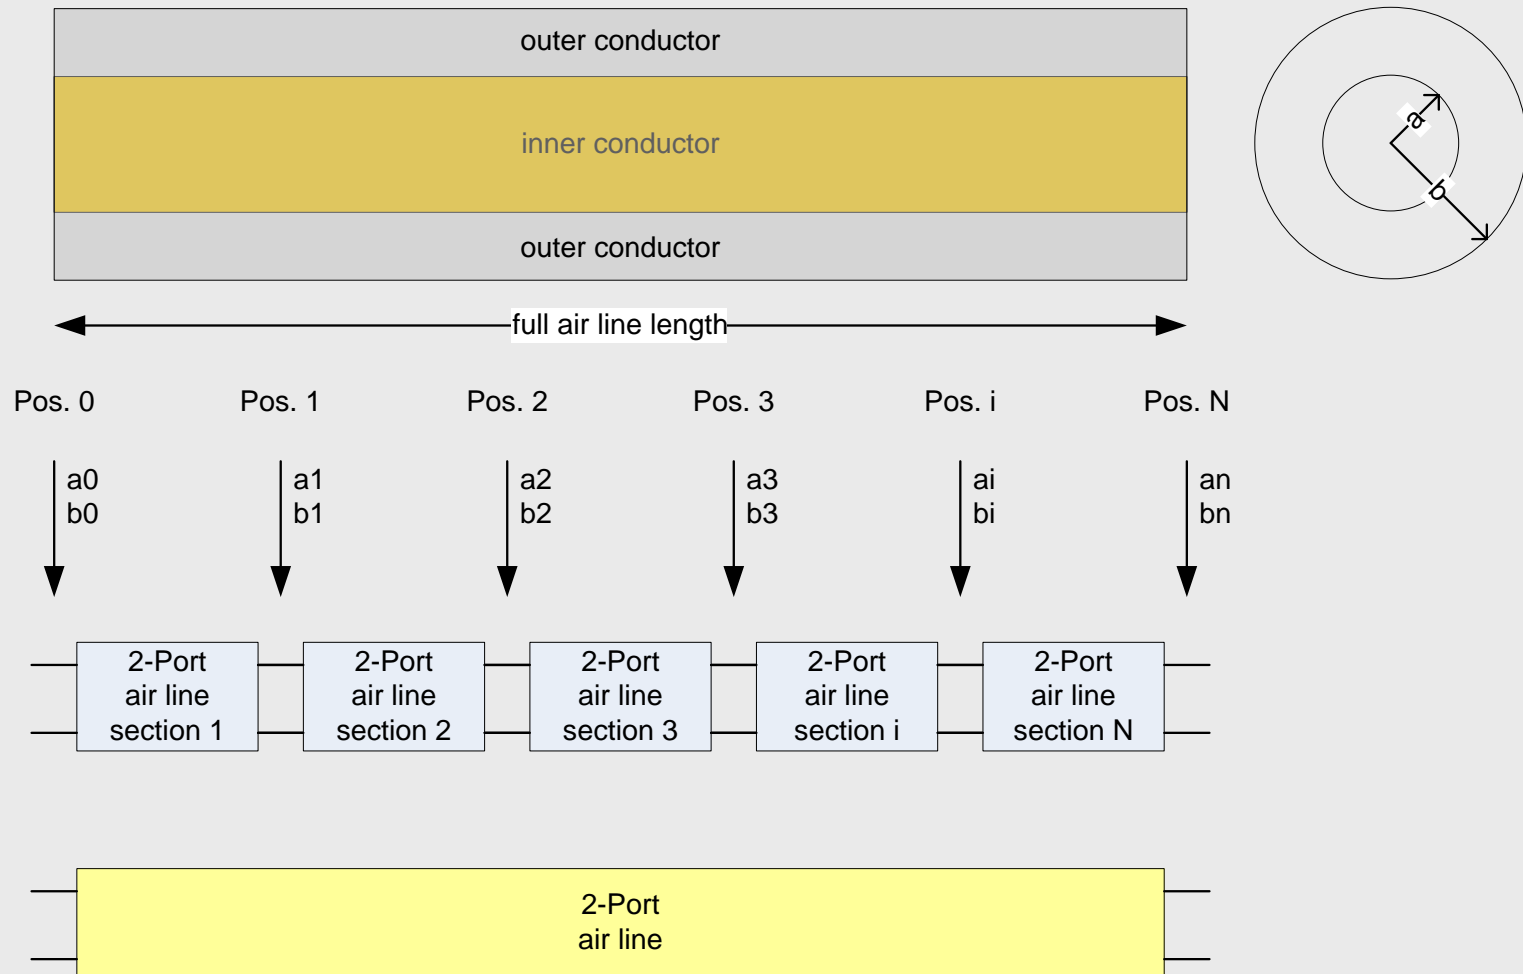 outer conductor
inner conductor
outer conductor
a
b
full air line length
Pos. 0
Pos. 1
Pos. 2
Pos. 3
Pos. i
Pos. N
a0
b0
a1
b1
a2
b2
a3
b3
ai
bi
an
bn
2-Port
air line
section 1
2-Port
air line
section 2
2-Port
air line
section 3
2-Port
air line
section i
2-Port
air line
section N
2-Port
air line